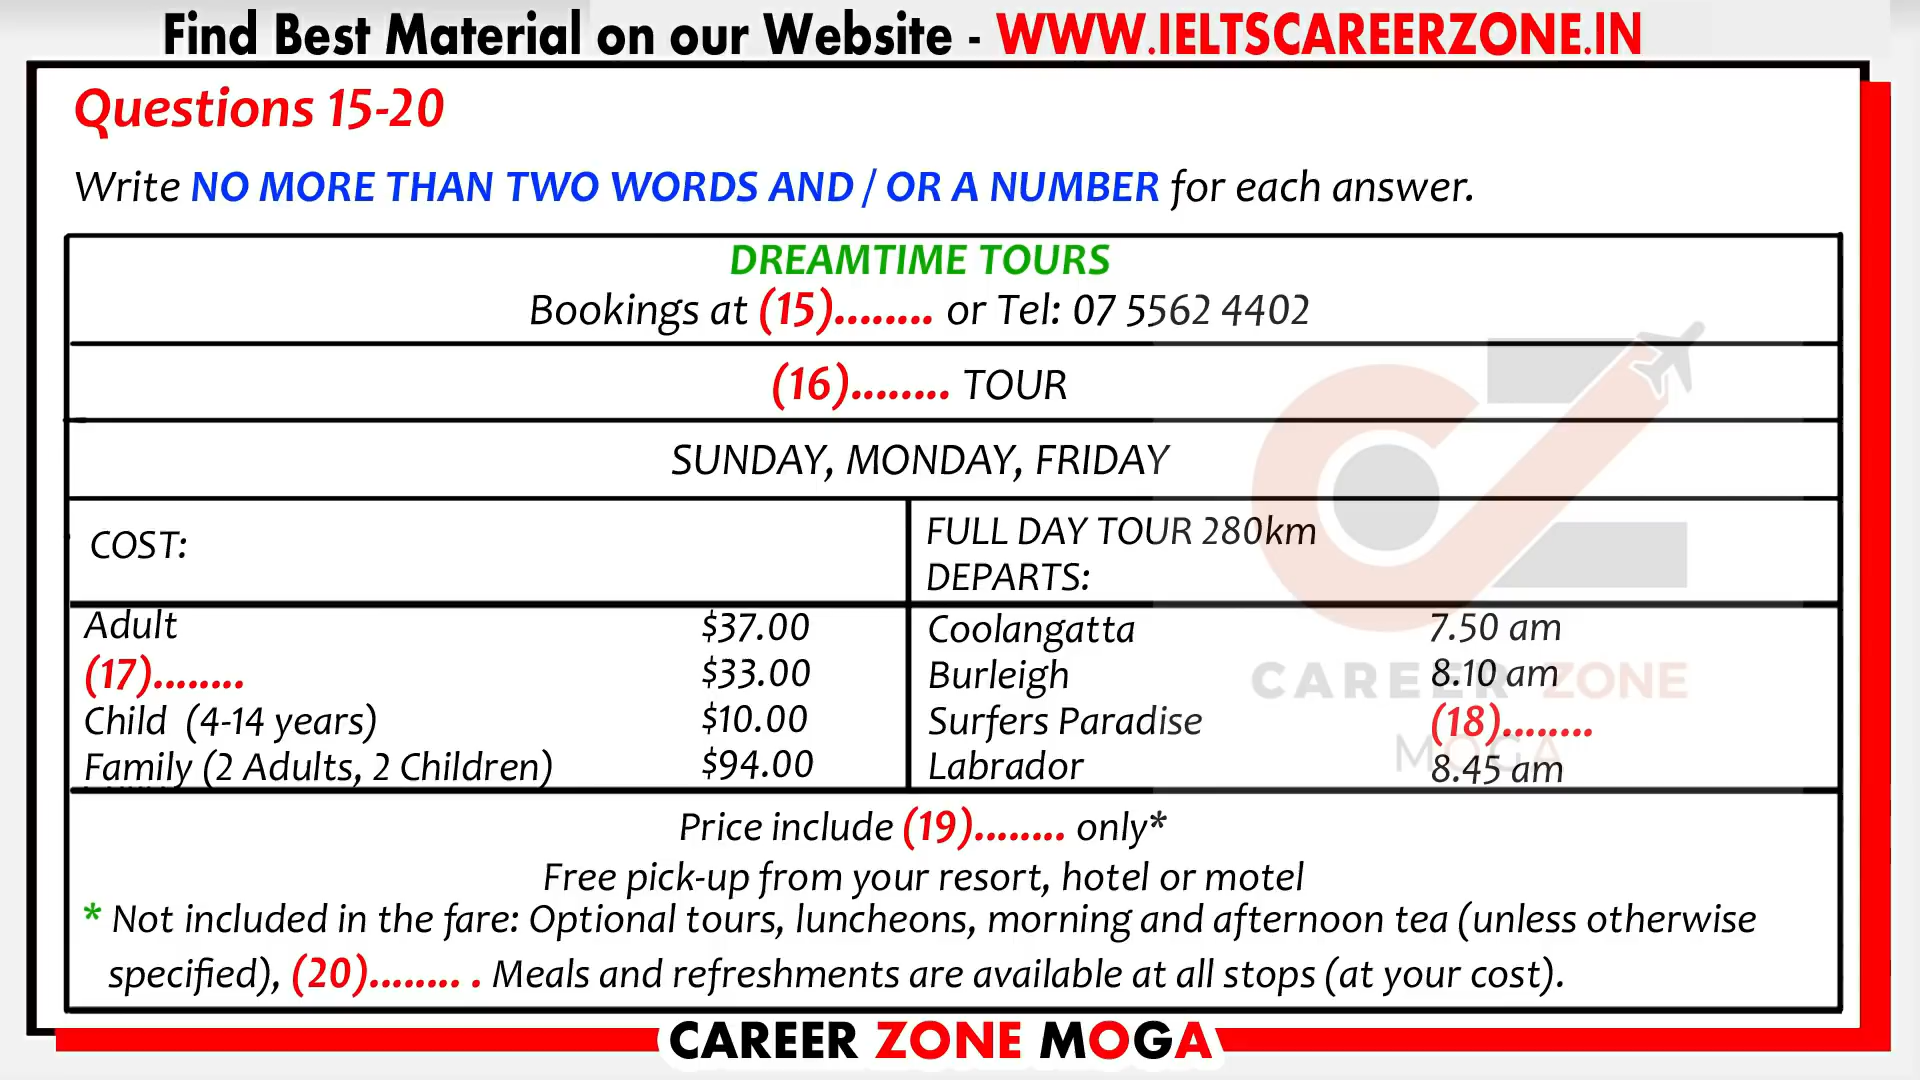 Find Best Material on our Website - WWW.IELTSCAREERZONE.IN
Questions 15-20
Write NO MORE THAN TWO WORDS AND / OR A NUMBER for each answer.
DREAMTIME TOURS
Bookings at (15)........ or Tel: 07 5562 4402
(16)........ TOUR
SUNDAY, MONDAY, FRIDAY
COST:
FULL DAY TOUR 280km
DEPARTS:
Adult $37.00
(17)........ $33.00
Child (4-14 years) $10.00
Family (2 Adults, 2 Children) $94.00
Coolangatta 7.50 am
Burleigh 8.10 am
Surfers Paradise (18)........
Labrador 8.45 am
CAREER ZONE
MOGA
Price include (19)........ only*
Free pick-up from your resort, hotel or motel
* Not included in the fare: Optional tours, luncheons, morning and afternoon tea (unless otherwise
specified), (20)........ . Meals and refreshments are available at all stops (at your cost).
CAREER ZONE MOGA